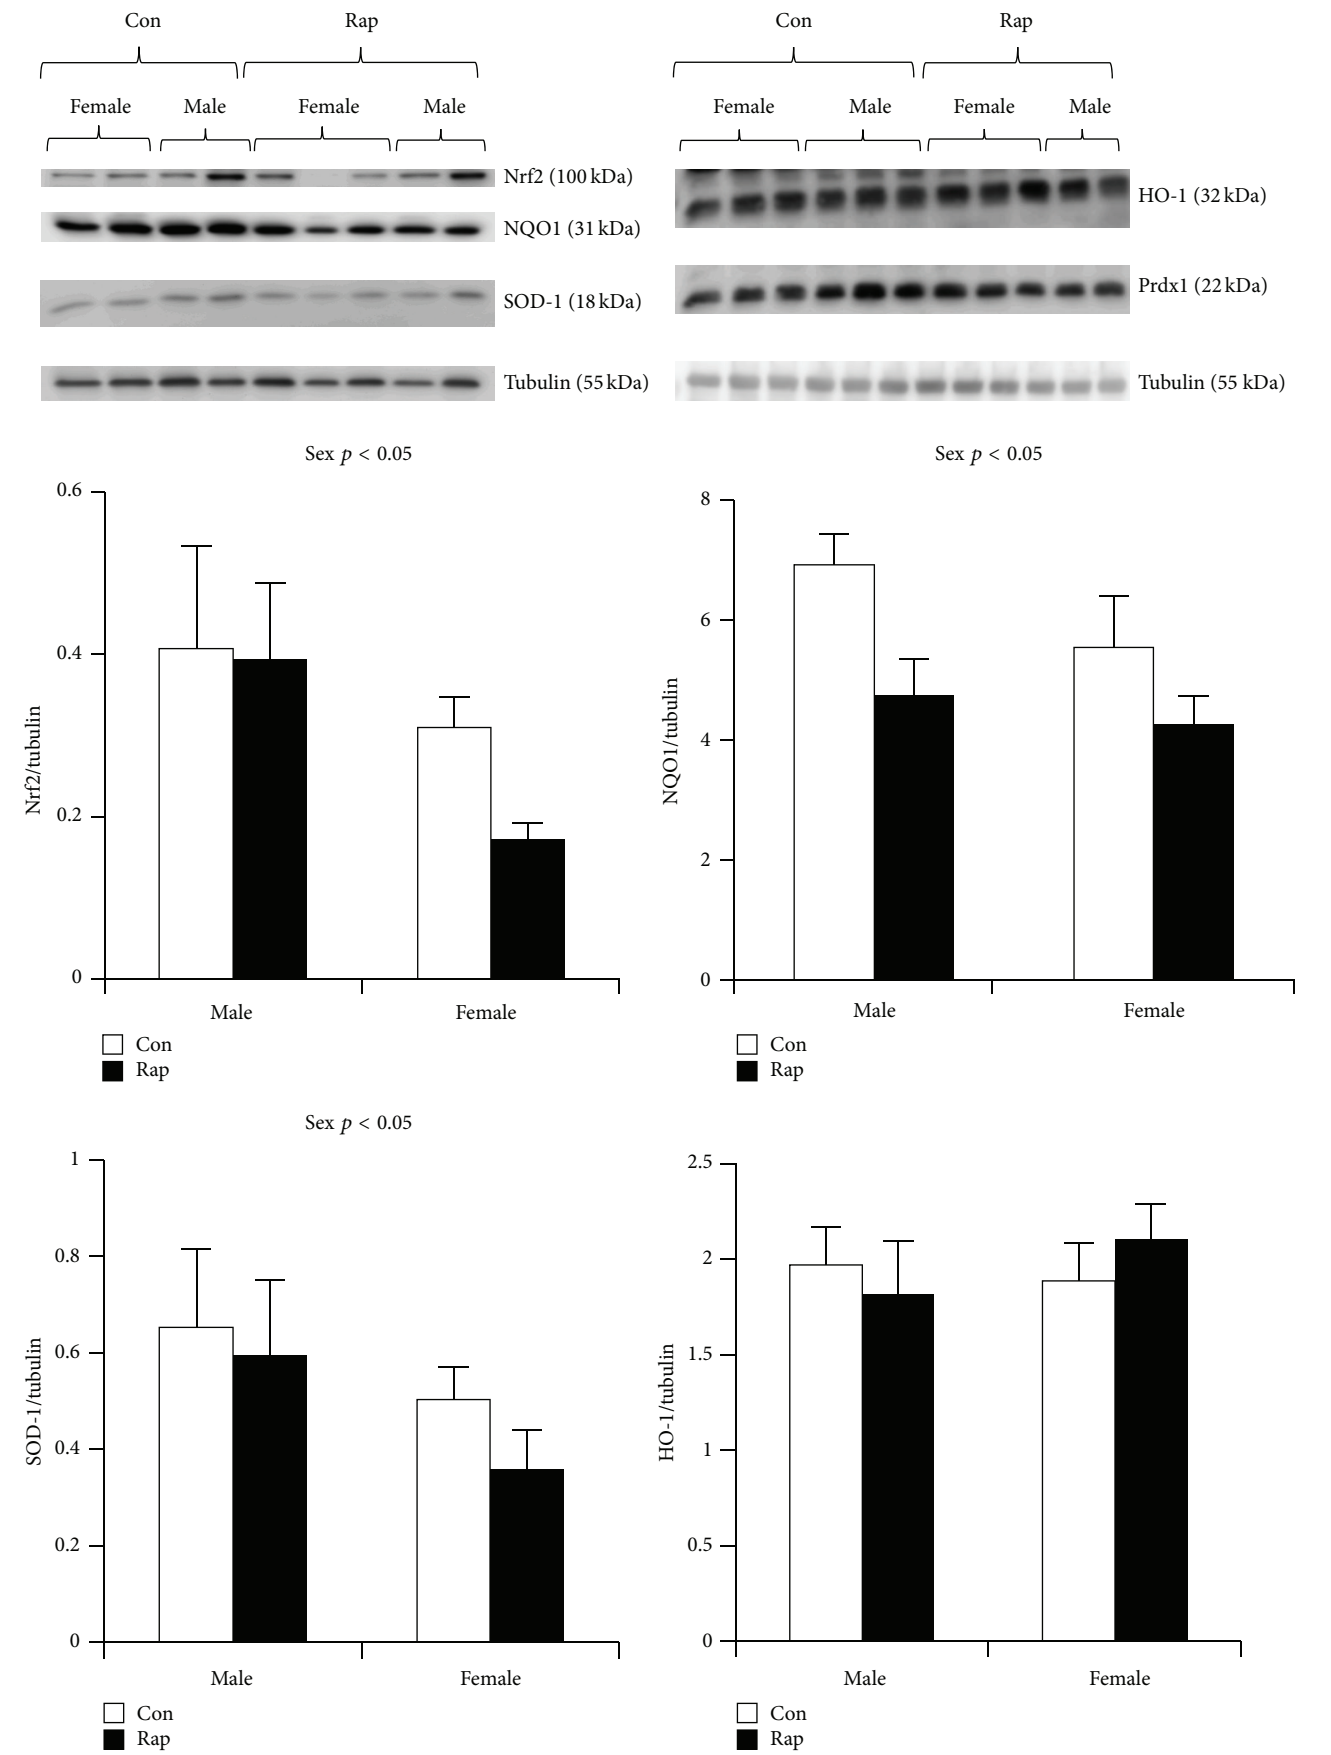 Con Rap
Female Male Female Male
Nrf2 (100 kDa)
NQO1 (31 kDa)
SOD-1 (18 kDa)
Tubulin (55 kDa)
Con Rap
Female Male Female Male
HO-1 (32 kDa)
Prdx1 (22 kDa)
Tubulin (55 kDa)
Sex p < 0.05
0.6
0.4
0.2
0
Nrf2/tubulin
Male Female
Con
Rap
Sex p < 0.05
8
6
4
2
0
NQO1/tubulin
Male Female
Con
Rap
Sex p < 0.05
1
0.8
0.6
0.4
0.2
0
SOD-1/tubulin
Male Female
Con
Rap
2.5
2
1.5
1
0.5
0
HO-1/tubulin
Male Female
Con
Rap